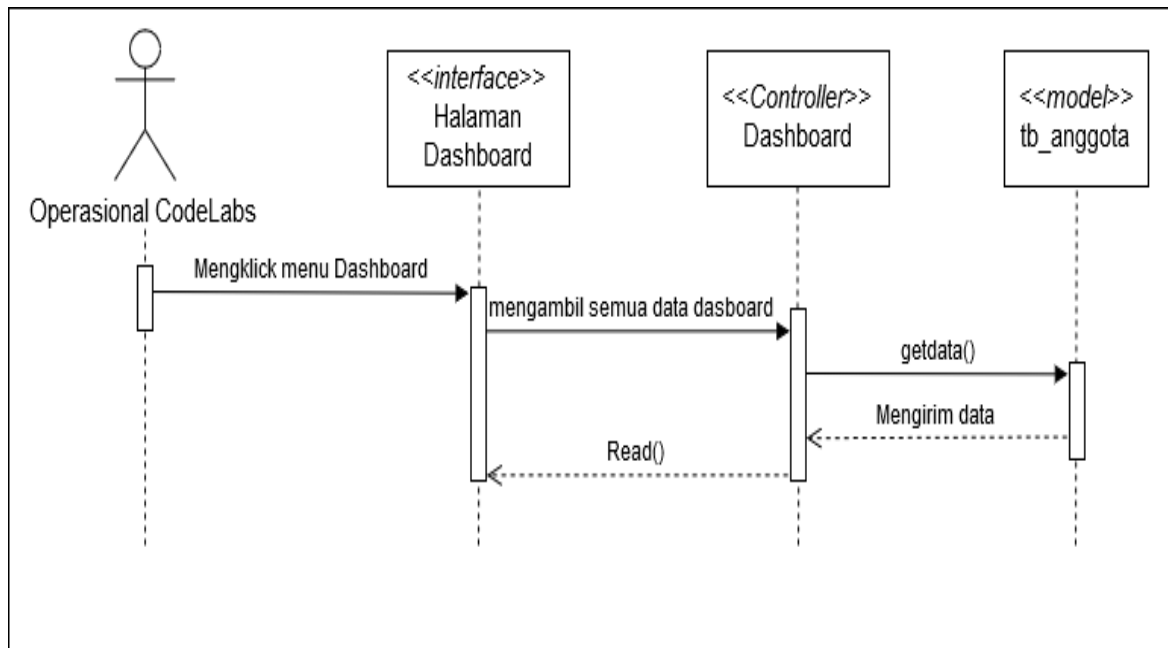 <<interface>>
Halaman
Dashboard
<<Controller>>
Dashboard
<<model>>
tb_anggota
Operasional CodeLabs
Mengklick menu Dashboard
mengambil semua data dasboard
getdata()
Mengirim data
Read()